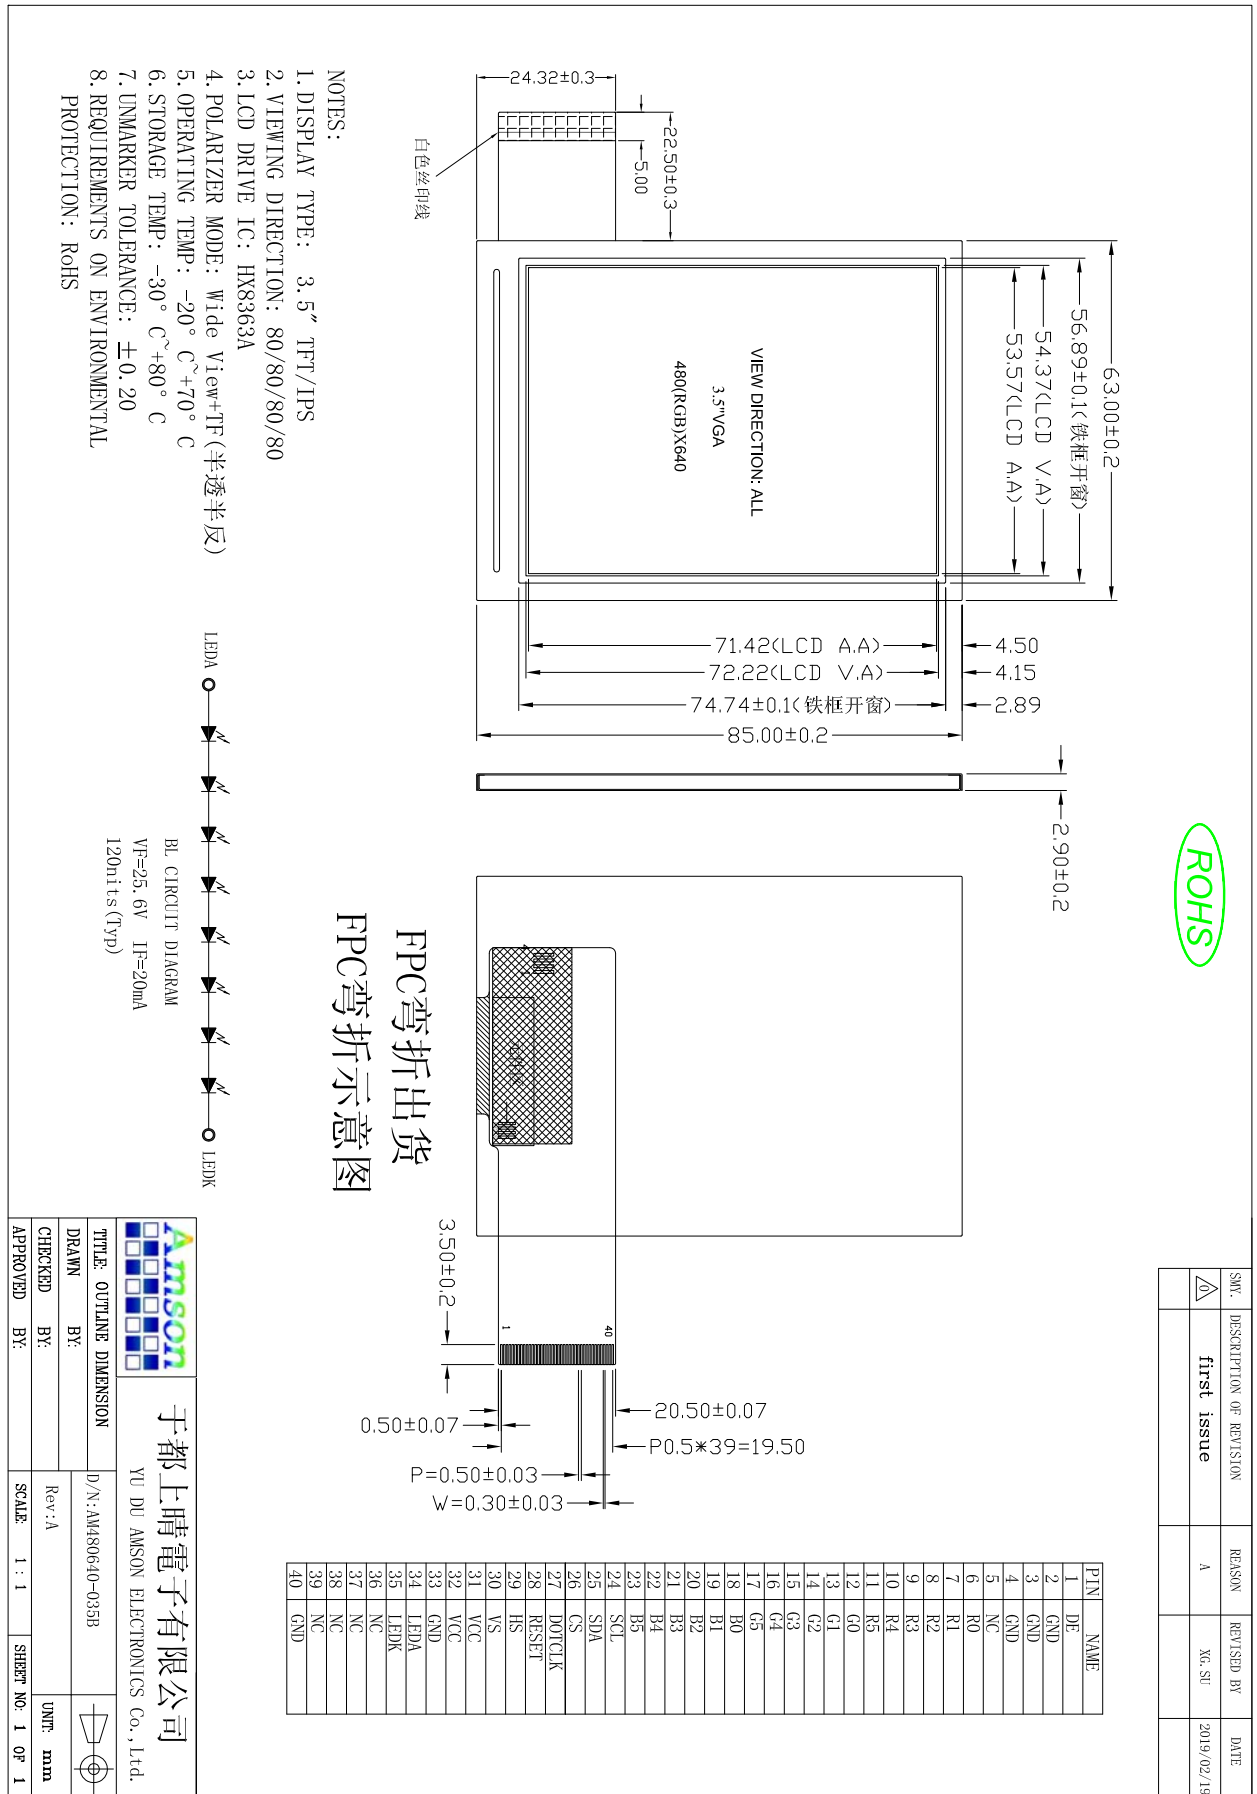 SMY.
DESCRIPTION OF REVISION
REASON
REVISED BY
DATE
0
first issue
A
XG.SU
2019/02/19
ROHS
63.00±0.2
56.89±0.1(铁框开窗)
54.37(LCD V.A)
53.57(LCD A.A)
24.32±0.3
22.50±0.3
5.00
白色丝印线
VIEW DIRECTION: ALL
3.5"VGA
480(RGB)X640
71.42(LCD A.A)
4.50
72.22(LCD V.A)
4.15
74.74±0.1(铁框开窗)
2.89
85.00±0.2
2.90±0.2
3.50±0.2
1
40
20.50±0.07
0.50±0.07
P0.5*39=19.50
P=0.50±0.03
W=0.30±0.03
FPC弯折出货
FPC弯折示意图
PIN NAME
1 DE
2 GND
3 GND
4 GND
5 NC
6 R0
7 R1
8 R2
9 R3
10 R4
11 R5
12 G0
13 G1
14 G2
15 G3
16 G4
17 G5
18 B0
19 B1
20 B2
21 B3
22 B4
23 B5
24 SCL
25 SDA
26 CS
27 DOTCLK
28 RESET
29 HS
30 VS
31 VCC
32 VCC
33 GND
34 LEDA
35 LEDK
36 NC
37 NC
38 NC
39 NC
40 GND
NOTES:
1. DISPLAY TYPE: 3.5″ TFT/IPS
2. VIEWING DIRECTION: 80/80/80/80
3. LCD DRIVE IC: HX8363A
4. POLARIZER MODE: Wide View+TF(半透半反)
5. OPERATING TEMP: -20° C~+70° C
6. STORAGE TEMP: -30° C~+80° C
7. UNMARKER TOLERANCE: ±0.20
8. REQUIREMENTS ON ENVIRONMENTAL
PROTECTION: RoHS
LEDA
LEDK
BL CIRCUIT DIAGRAM
VF=25.6V IF=20mA
120nits(Typ)
Amson
于都上晴電子有限公司
YU DU AMSON ELECTRONICS Co.,Ltd.
TITLE: OUTLINE DIMENSION
D/N:AM480640-035B
DRAWN BY:
Rev:A
CHECKED BY:
UNIT: mm
APPROVED BY:
SCALE: 1 : 1
SHEET NO: 1 OF 1